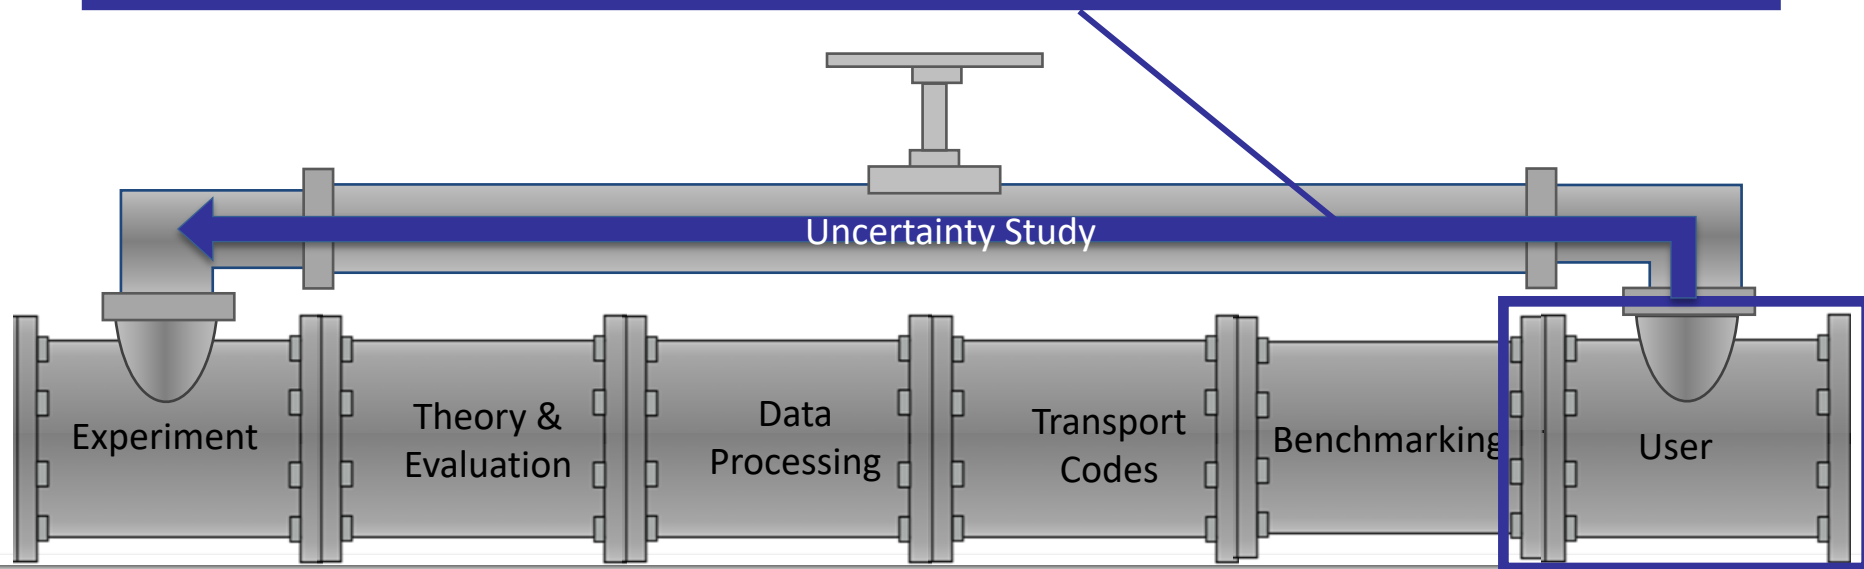 Uncertainty Study
Experiment
Theory &
Evaluation
Data
Processing
Transport
Codes
Benchmarking
User